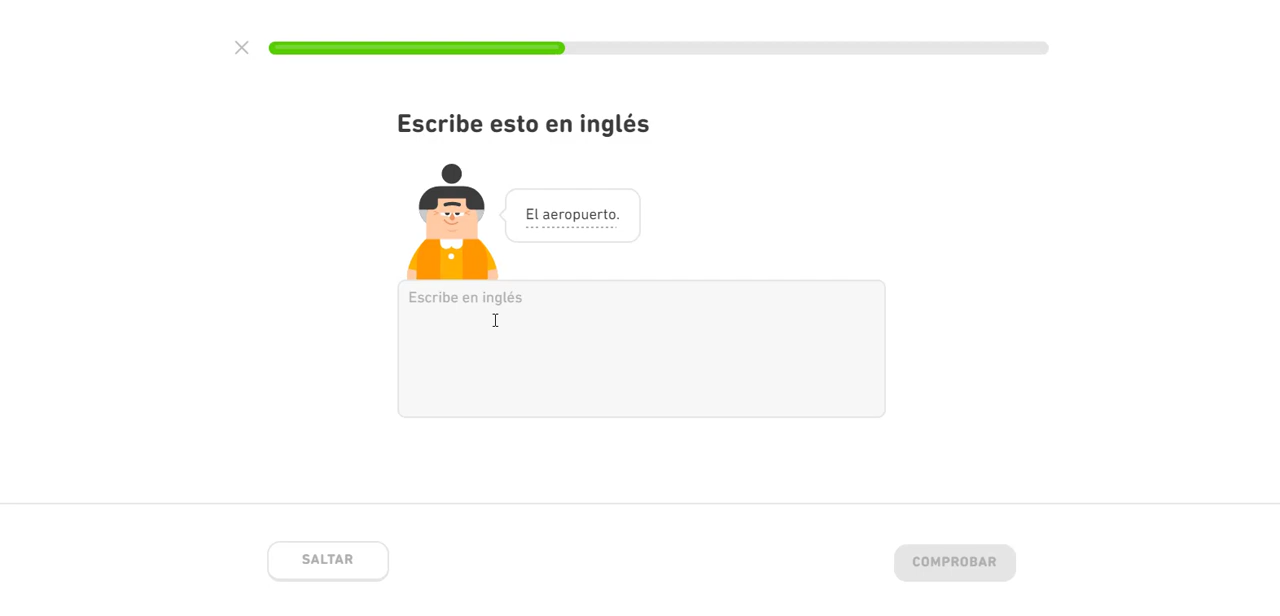 Escribe esto en inglés
El aeropuerto.
Escribe en inglés
SALTAR
COMPROBAR